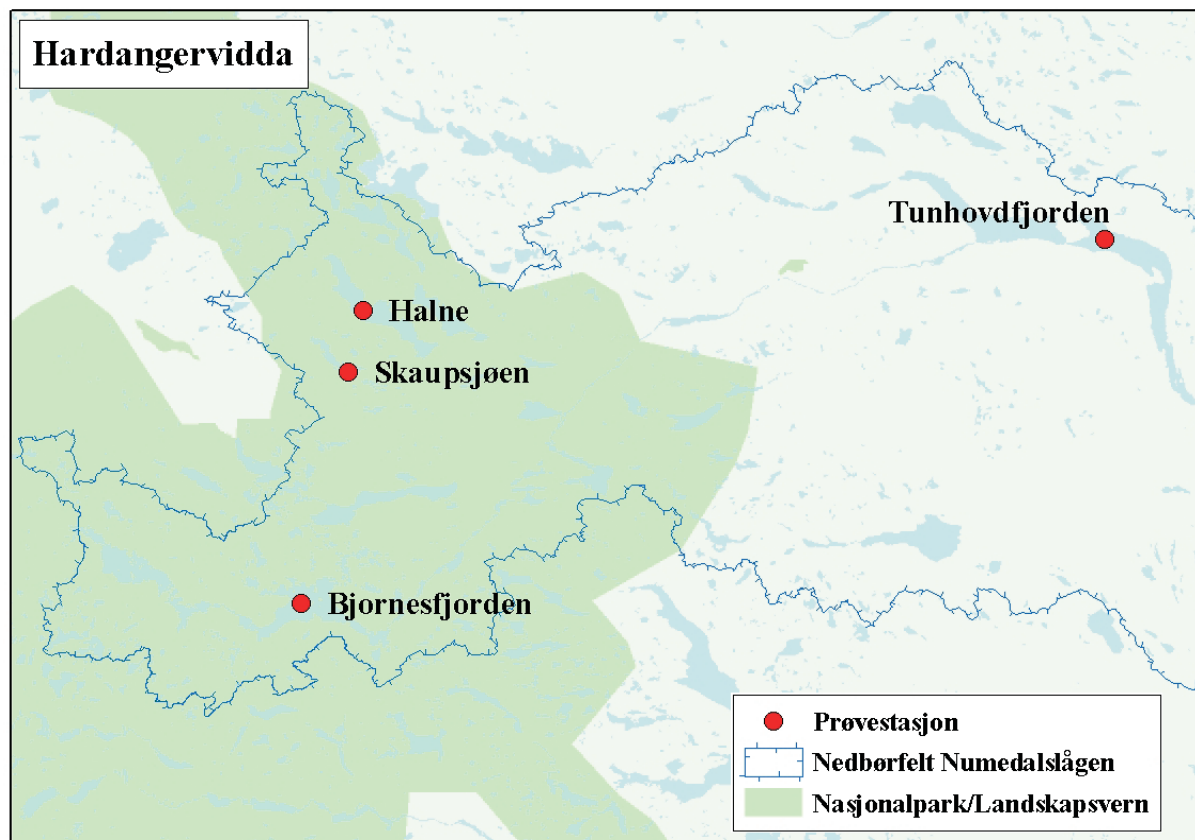 Hardangervidda
Tunhovdfjorden
Halne
Skaupsjøen
Bjornesfjorden
Prøvestasjon
Nedbørfelt Numedalslågen
Nasjonalpark/Landskapsvern